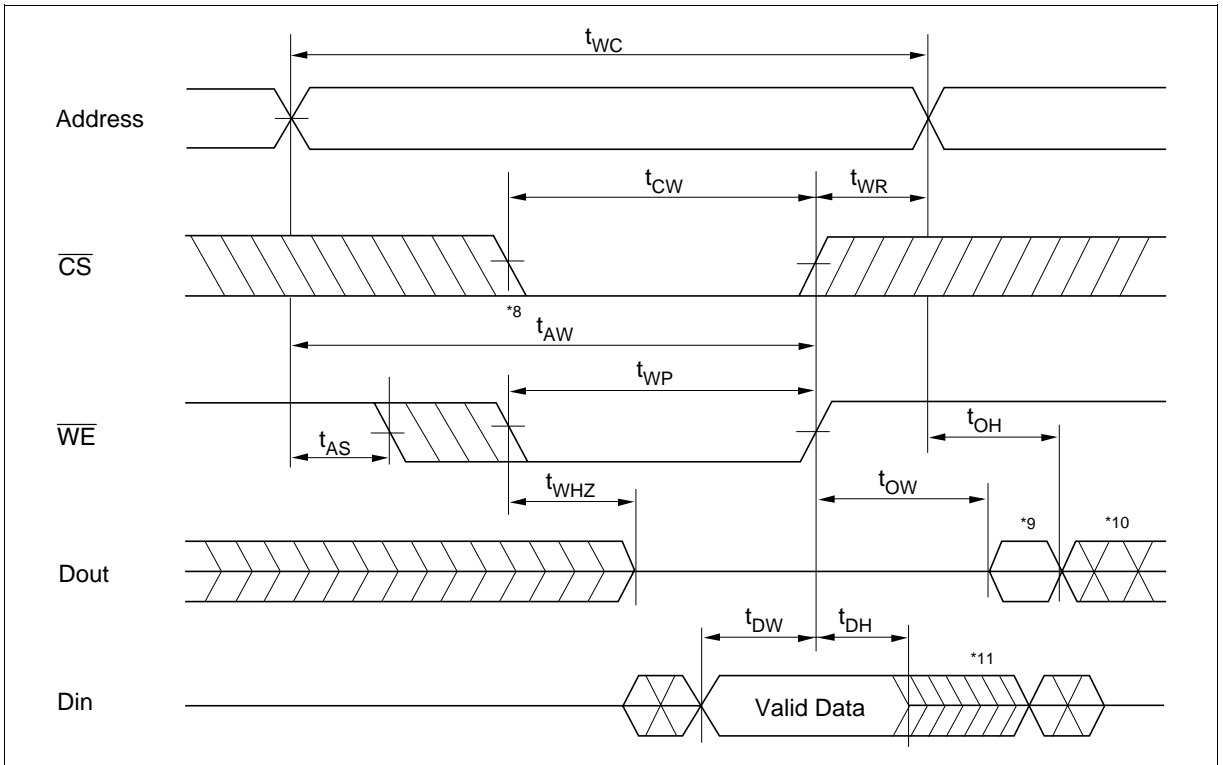 tWC
Address
tCW
tWR
CS
*8
tAW
tWP
WE
tAS
tOH
tWHZ
tOW
*9
*10
Dout
tDW
tDH
*11
Din
Valid Data